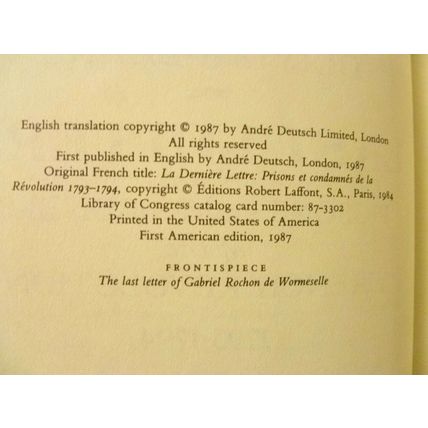 English translation copyright © 1987 by André Deutsch Limited, London
All rights reserved
First published in English by André Deutsch, London, 1987
Original French title: La Dernière Lettre: Prisons et condamnés de la
Révolution 1793–1794, copyright © Éditions Robert Laffont, S.A., Paris, 1984
Library of Congress catalog card number: 87-3302
Printed in the United States of America
First American edition, 1987
FRONTISPIECE
The last letter of Gabriel Rochon de Wormeselle